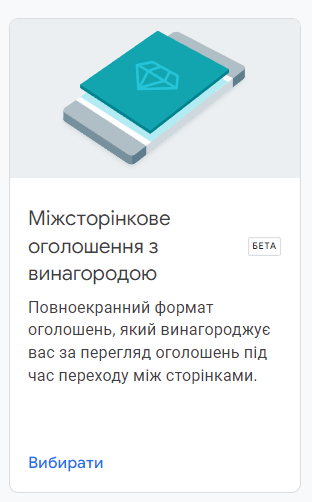 Міжсторінкове
оголошення з
винагородою
БЕТА
Повноекранний формат
оголошень, який винагороджує
вас за перегляд оголошень під
час переходу між сторінками.
Вибирати